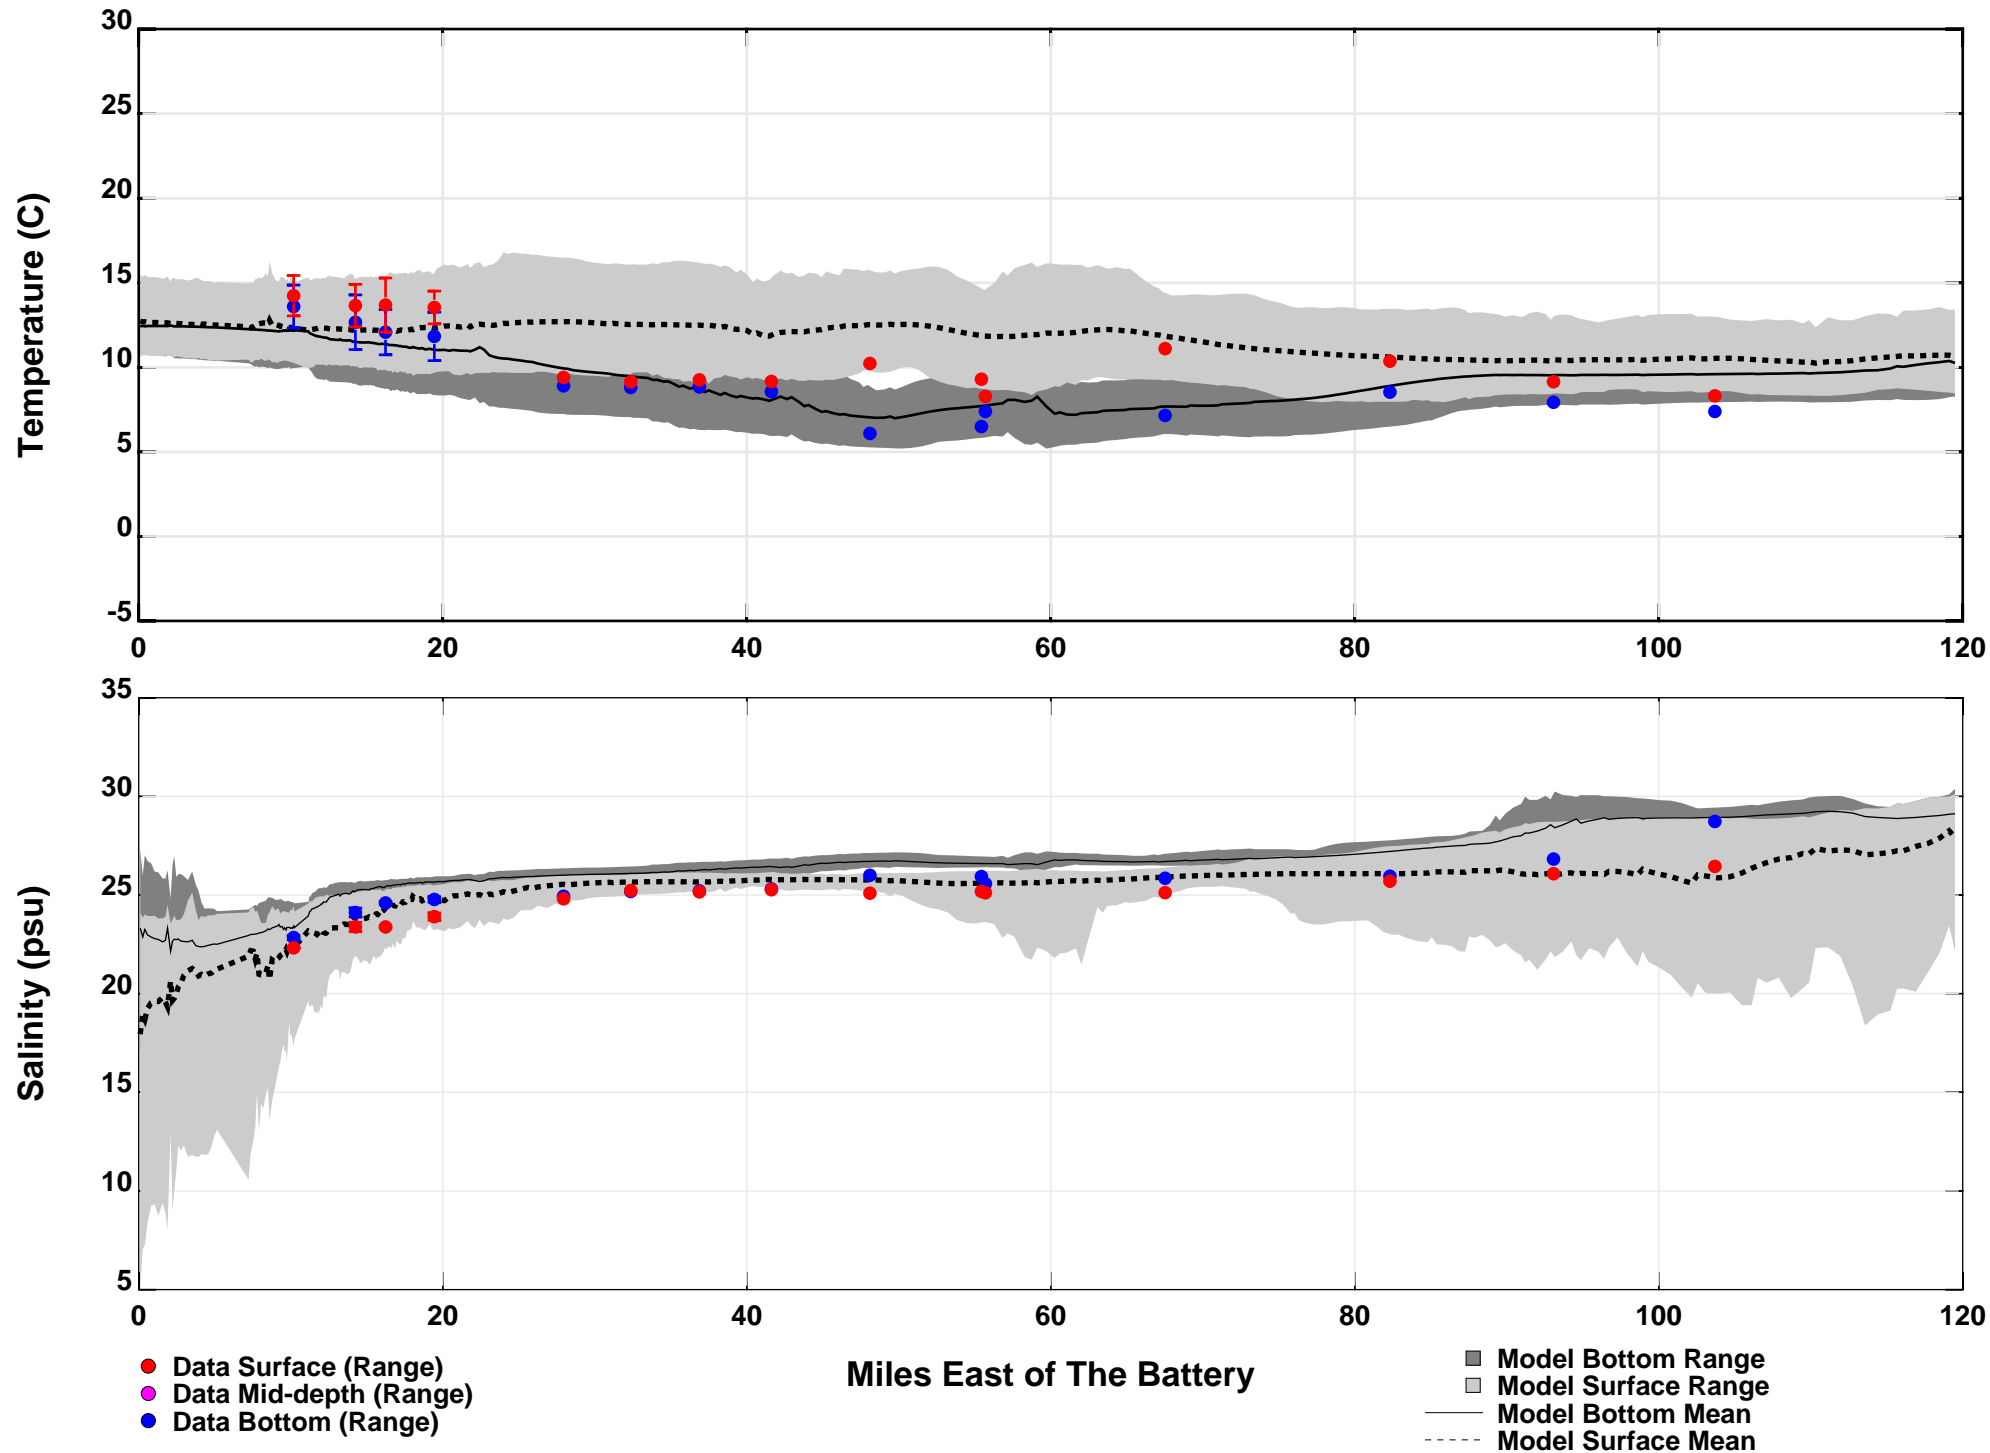 30
25
20
15
10
5
0
-5
Temperature (C)
0 20 40 60 80 100 120
35
30
25
20
15
10
5
Salinity (psu)
0 20 40 60 80 100 120
Miles East of The Battery
Data Surface (Range)
Data Mid-depth (Range)
Data Bottom (Range)
Model Bottom Range
Model Surface Range
Model Bottom Mean
Model Surface Mean